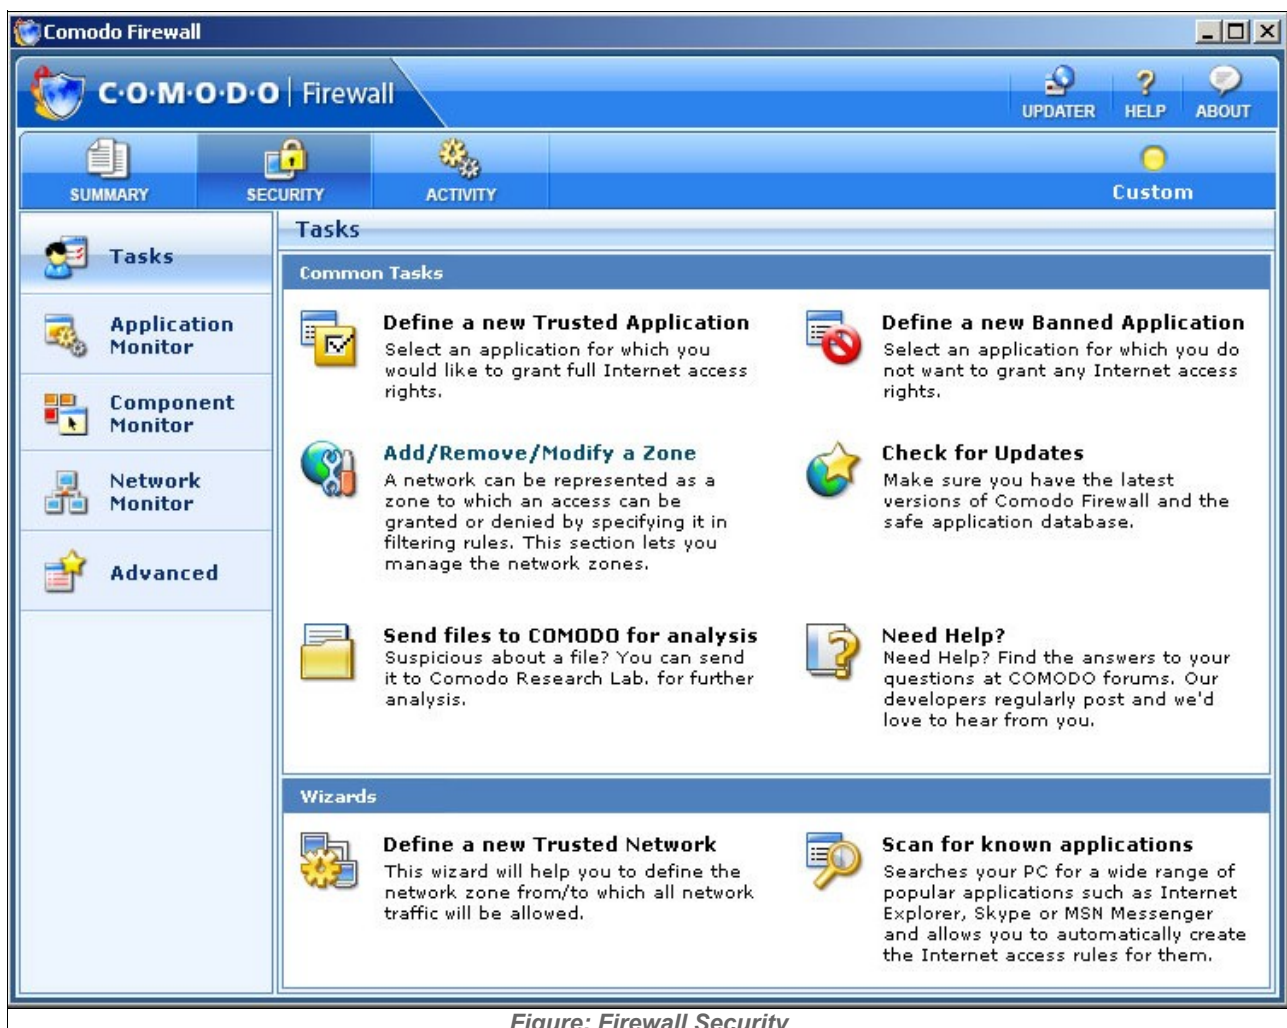 Comodo Firewall
C·O·M·O·D·O | Firewall
UPDATER
HELP
ABOUT
SUMMARY
SECURITY
ACTIVITY
Custom
Tasks
Application
Monitor
Component
Monitor
Network
Monitor
Advanced
Tasks
Common Tasks
Define a new Trusted Application
Select an application for which you
would like to grant full Internet access
rights.
Define a new Banned Application
Select an application for which you do
not want to grant any Internet access
rights.
Add/Remove/Modify a Zone
A network can be represented as a
zone to which an access can be
granted or denied by specifying it in
filtering rules. This section lets you
manage the network zones.
Check for Updates
Make sure you have the latest
versions of Comodo Firewall and the
safe application database.
Send files to COMODO for analysis
Suspicious about a file? You can send
it to Comodo Research Lab. for further
analysis.
Need Help?
Need Help? Find the answers to your
questions at COMODO forums. Our
developers regularly post and we'd
love to hear from you.
Wizards
Define a new Trusted Network
This wizard will help you to define the
network zone from/to which all network
traffic will be allowed.
Scan for known applications
Searches your PC for a wide range of
popular applications such as Internet
Explorer, Skype or MSN Messenger
and allows you to automatically create
the Internet access rules for them.
Figure: Firewall Security